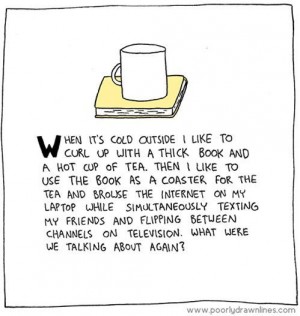 WHEN IT'S COLD OUTSIDE I LIKE TO
CURL UP WITH A THICK BOOK AND
A HOT CUP OF TEA. THEN I LIKE TO
USE THE BOOK AS A COASTER FOR THE
TEA AND BROWSE THE INTERNET ON MY
LAPTOP WHILE SIMULTANEOUSLY TEXTING
MY FRIENDS AND FLIPPING BETWEEN
CHANNELS ON TELEVISION. WHAT WERE
WE TALKING ABOUT AGAIN?
www.poorlydrawnlines.com